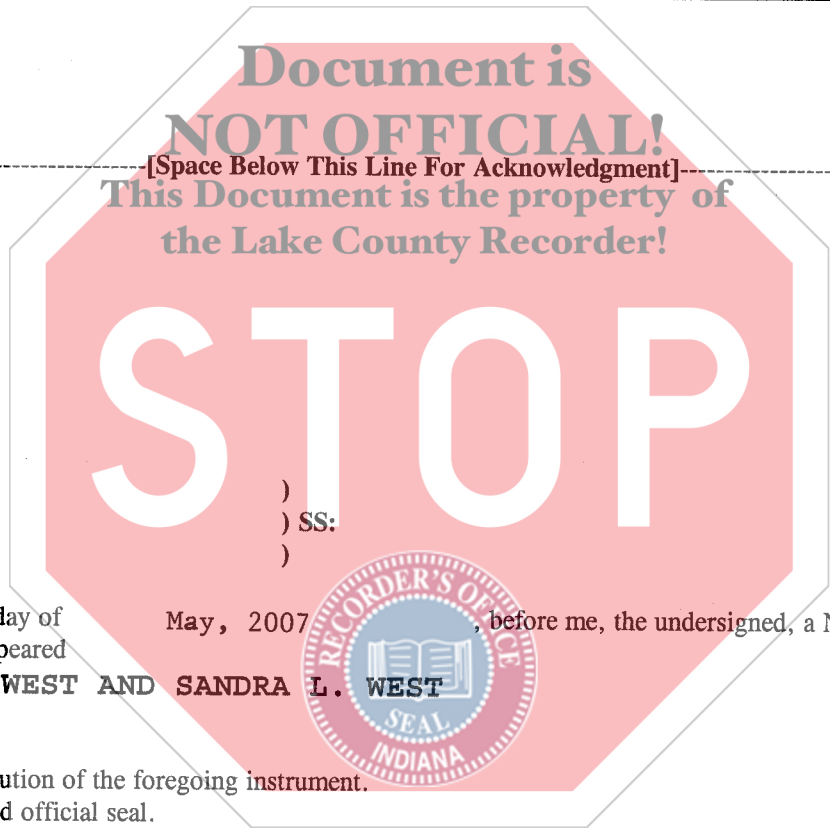 Document is
NOT OFFICIAL!
[Space Below This Line For Acknowledgment]
This Document is the property of
the Lake County Recorder!
STOP
)
) SS:
)
RECORDER'S OFFICE
SEAL
INDIANA
day of May, 2007, before me, the undersigned, a N
peared
WEST AND SANDRA L. WEST
ution of the foregoing instrument.
d official seal.